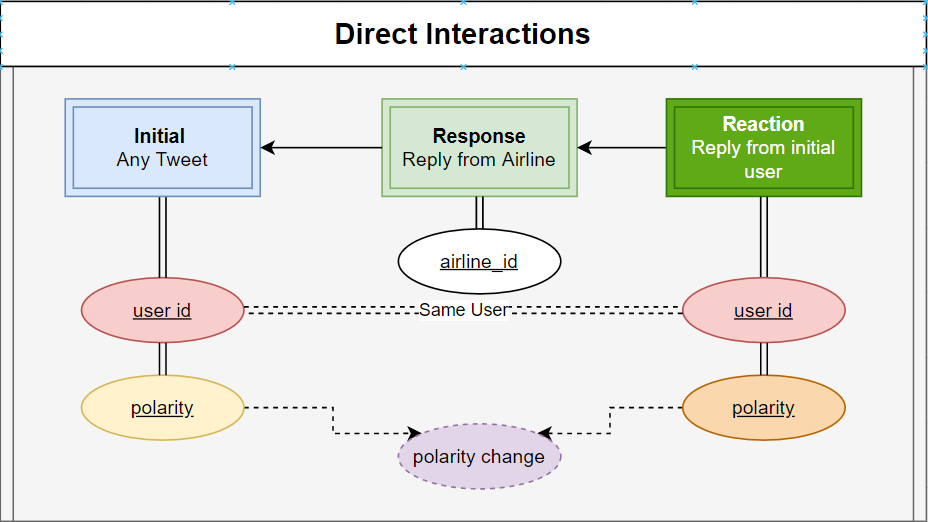 Direct Interactions
Initial
Any Tweet
Response
Reply from Airline
Reaction
Reply from initial
user
airline_id
user id
Same User
user id
polarity
polarity
polarity change